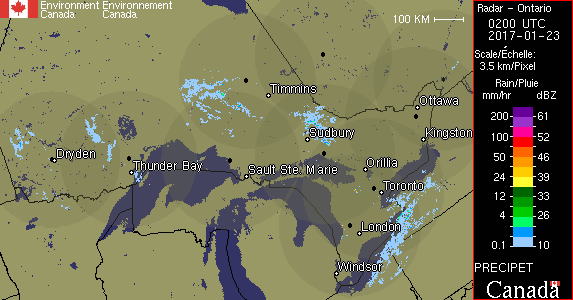 Environment Environnement
Canada Canada
100 KM
Timmins
Ottawa
Sudbury
Kingston
Dryden
Thunder Bay
Sault Ste. Marie
Orillia
Toronto
London
Windsor
Radar - Ontario
0200 UTC
2017-01-23
Scale/Échelle:
3.5 km/Pixel
Rain/Pluie
mm/hr dBZ
200 61
100 57
100 52
50 46
24 39
12 33
4 26
0.1 10
PRECIPET
Canada